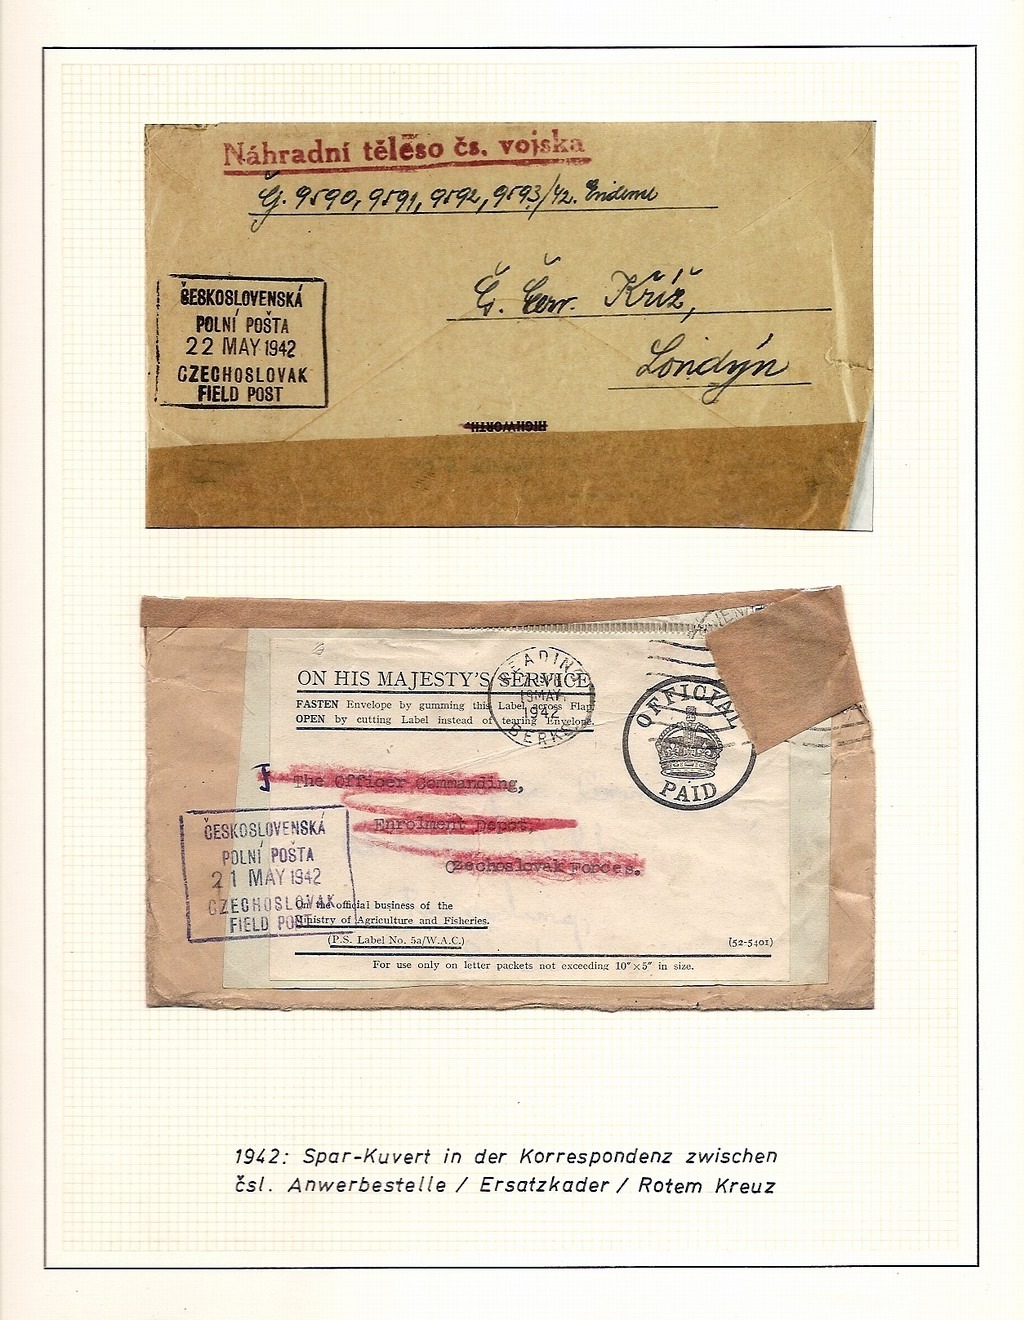 Náhradní těleso čs. vojska
Č.j. 9590, 9591, 9592, 9593/42.
ČESKOSLOVENSKÁ
POLNÍ POŠTA
22 MAY 1942
CZECHOSLOVAK
FIELD POST
Č. Červ. Kříž,
Londýn
HIGHWORTH.
ON HIS MAJESTY'S SERVICE
FASTEN Envelope by gumming this Label across Flap
OPEN by cutting Label instead of tearing Envelope.
READING
19 MAY
1942
BERKS
OFFICIAL
PAID
The Officer Commanding,
Enrolment Depot,
Czechoslovak Forces.
ČESKOSLOVENSKÁ
POLNÍ POŠTA
21 MAY 1942
CZECHOSLOVAK
FIELD POST
On the official business of the
Ministry of Agriculture and Fisheries.
(P.S. Label No. 5a/W.A.C.)
(52-5401)
For use only on letter packets not exceeding 10"×5" in size.
1942: Spar-Kuvert in der Korrespondenz zwischen
čsl. Anwerbestelle / Ersatzkader / Rotem Kreuz